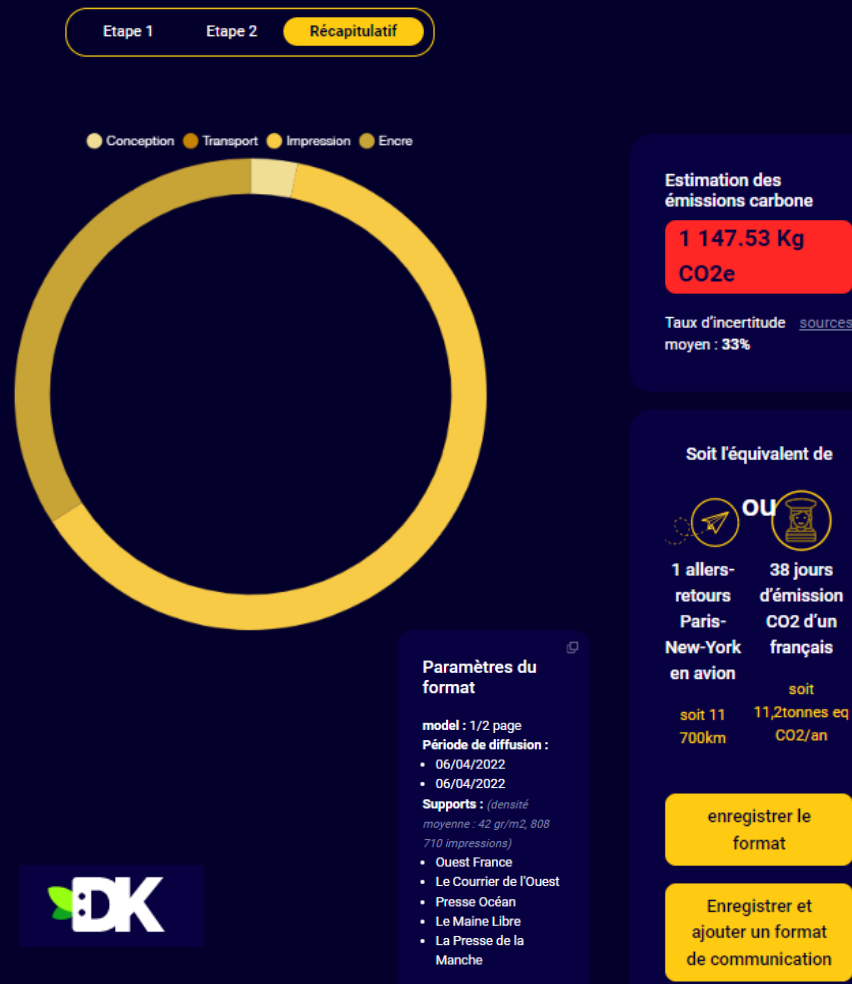 Etape 1
Etape 2
Récapitulatif
Conception
Transport
Impression
Encre
Estimation des
émissions carbone
1 147.53 Kg
CO2e
Taux d'incertitude sources
moyen : 33%
Soit l'équivalent de
ou
1 allers-
retours
Paris-
New-York
en avion
soit 11
700km
38 jours
d'émission
CO2 d'un
français
soit
11,2tonnes eq
CO2/an
Paramètres du
format
model : 1/2 page
Période de diffusion :
• 06/04/2022
• 06/04/2022
Supports : (densité
moyenne : 42 gr/m2, 808
710 impressions)
• Ouest France
• Le Courrier de l'Ouest
• Presse Océan
• Le Maine Libre
• La Presse de la
Manche
enregistrer le
format
Enregistrer et
ajouter un format
de communication
:DK